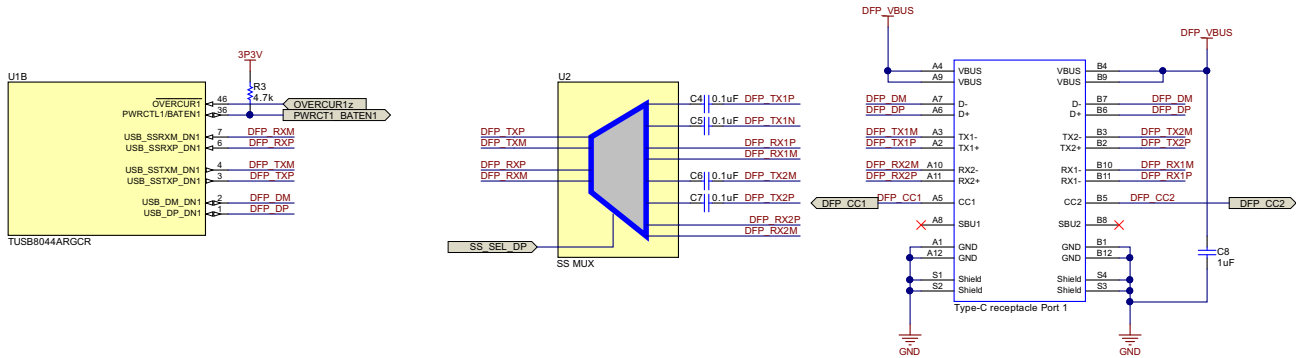 U1B
3P3V
R3
4.7k
OVERCUR1 46 OVERCUR1z
PWRCTL1/BATEN1 36 PWRCT1_BATEN1
USB_SSRXM_DN1 7 DFP_RXM
USB_SSRXP_DN1 6 DFP_RXP
USB_SSTXM_DN1 4 DFP_TXM
USB_SSTXP_DN1 3 DFP_TXP
USB_DM_DN1 2 DFP_DM
USB_DP_DN1 1 DFP_DP
TUSB8044ARGCR
U2
C4 0.1uF DFP_TX1P
C5 0.1uF DFP_TX1N
DFP_TXP
DFP_TXM
DFP_RX1P
DFP_RX1M
DFP_RXP
DFP_RXM
C6 0.1uF DFP_TX2M
C7 0.1uF DFP_TX2P
DFP_RX2P
DFP_RX2M
SS_SEL_DP
SS MUX
DFP_VBUS
DFP_VBUS
A4 VBUS VBUS B4
A9 VBUS VBUS B9
DFP_DM A7 D- D- B7 DFP_DM
DFP_DP A6 D+ D+ B6 DFP_DP
DFP_TX1M A3 TX1- TX2- B3 DFP_TX2M
DFP_TX1P A2 TX1+ TX2+ B2 DFP_TX2P
DFP_RX2M A10 RX2- RX1- B10 DFP_RX1M
DFP_RX2P A11 RX2+ RX1- B11 DFP_RX1P
DFP_CC1 DFP_CC1 A5 CC1 CC2 B5 DFP_CC2 DFP_CC2
A8 SBU1 SBU2 B8
A1 GND GND B1
A12 GND GND B12
S1 Shield Shield S4
S2 Shield Shield S3
C8
1uF
Type-C receptacle Port 1
GND
GND